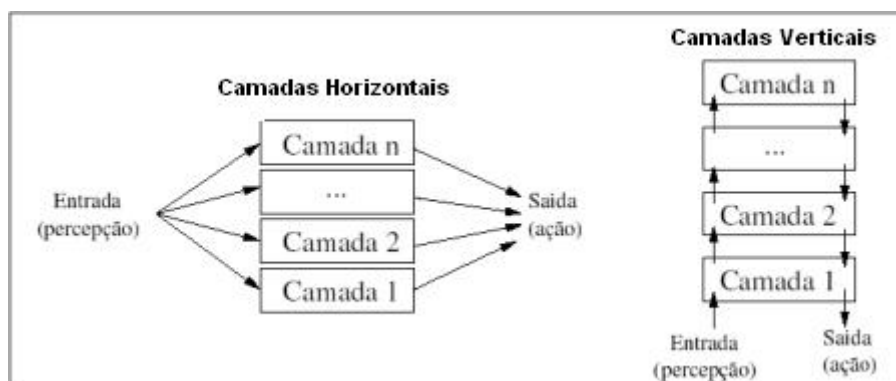 Camadas Horizontais
Entrada
(percepção)
Camada n
...
Camada 2
Camada 1
Saida
(ação)
Camadas Verticais
Camada n
...
Camada 2
Camada 1
Entrada
(percepção)
Saida
(ação)